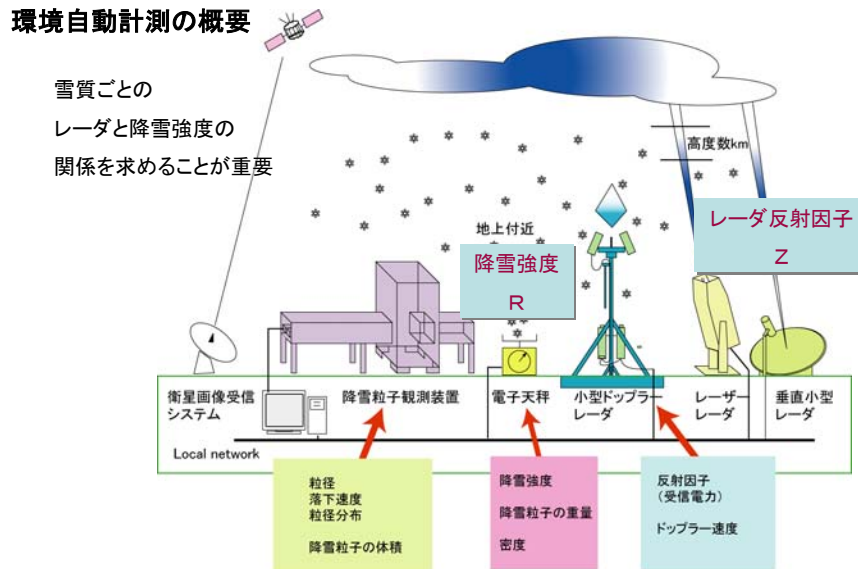 環境自動計測の概要
雪質ごとの
レーダと降雪強度の
関係を求めることが重要
高度数km
レーダ反射因子
Z
地上付近
降雪強度
R
衛星画像受信
システム
降雪粒子観測装置
電子天秤
小型ドップラー
レーダ
レーザー
レーダ
垂直小型
レーダ
Local network
粒径
落下速度
粒径分布
降雪粒子の体積
降雪強度
降雪粒子の重量
密度
反射因子
(受信電力)
ドップラー速度